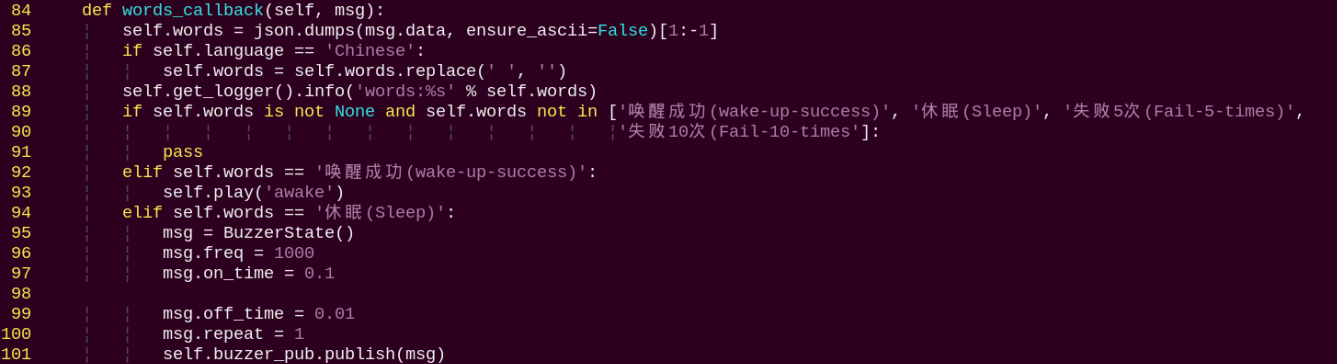 84     def words_callback(self, msg):
85         self.words = json.dumps(msg.data, ensure_ascii=False)[1:-1]
86         if self.language == 'Chinese':
87             self.words = self.words.replace(' ', '')
88         self.get_logger().info('words:%s' % self.words)
89         if self.words is not None and self.words not in ['唤醒成功(wake-up-success)', '休眠(Sleep)', '失败5次(Fail-5-times)',
90                                                          '失败10次(Fail-10-times']:
91             pass
92         elif self.words == '唤醒成功(wake-up-success)':
93             self.play('awake')
94         elif self.words == '休眠(Sleep)':
95             msg = BuzzerState()
96             msg.freq = 1000
97             msg.on_time = 0.1
98
99             msg.off_time = 0.01
100             msg.repeat = 1
101             self.buzzer_pub.publish(msg)